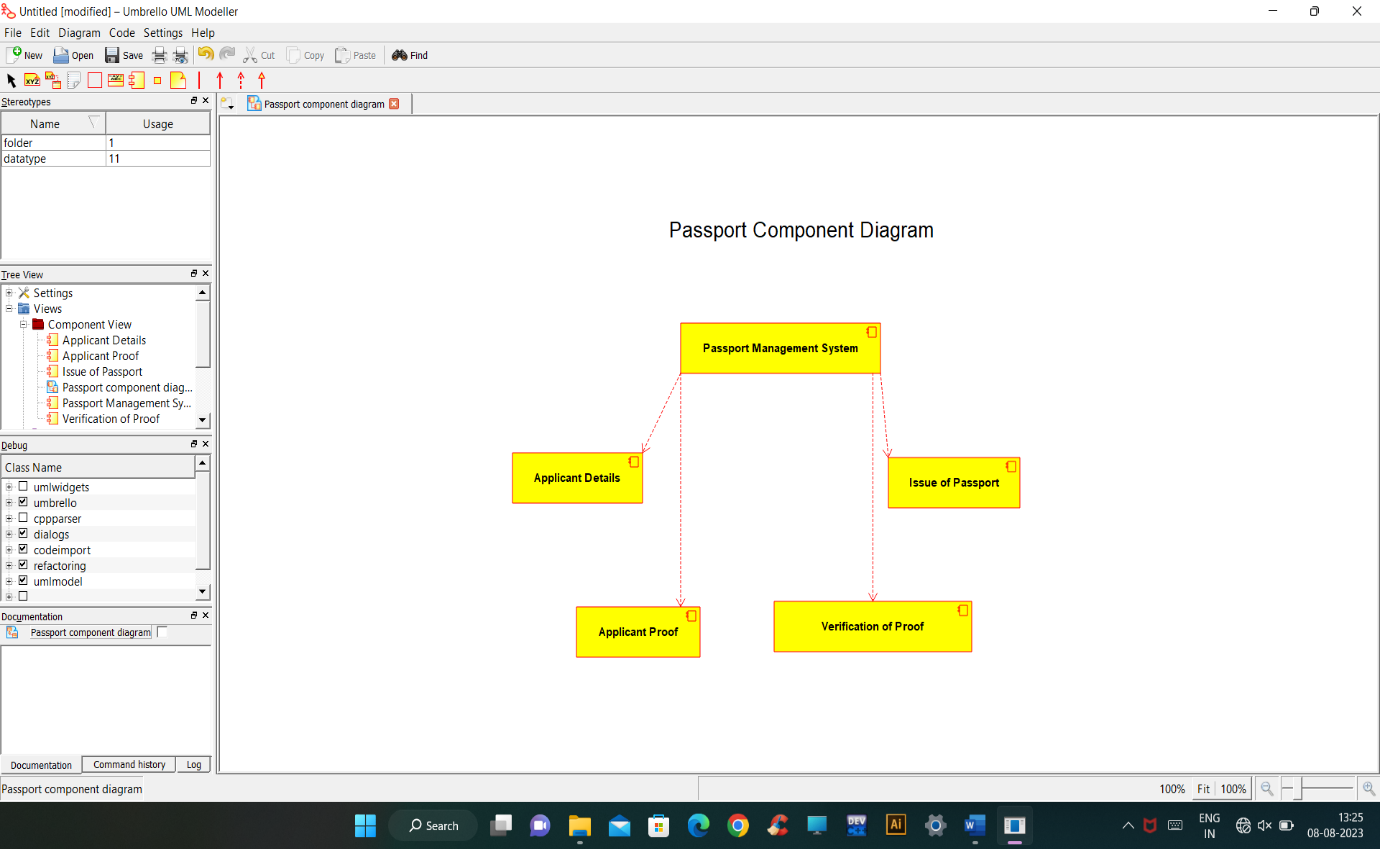 Untitled [modified] – Umbrello UML Modeller
File Edit Diagram Code Settings Help
New Open Save Cut Copy Paste Find
Stereotypes
Name Usage
folder 1
datatype 11
Tree View
Settings
Views
Component View
Applicant Details
Applicant Proof
Issue of Passport
Passport component diag...
Passport Management Sy...
Verification of Proof
Debug
Class Name
umlwidgets
umbrello
cppparser
dialogs
codeimport
refactoring
umlmodel
Documentation
Passport component diagram
Documentation Command history Log
Passport component diagram
Passport component diagram
Passport Component Diagram
Passport Management System
Applicant Details
Issue of Passport
Applicant Proof
Verification of Proof
100% Fit 100%
Search
DEV
Ai
W
ENG
IN
13:25
08-08-2023